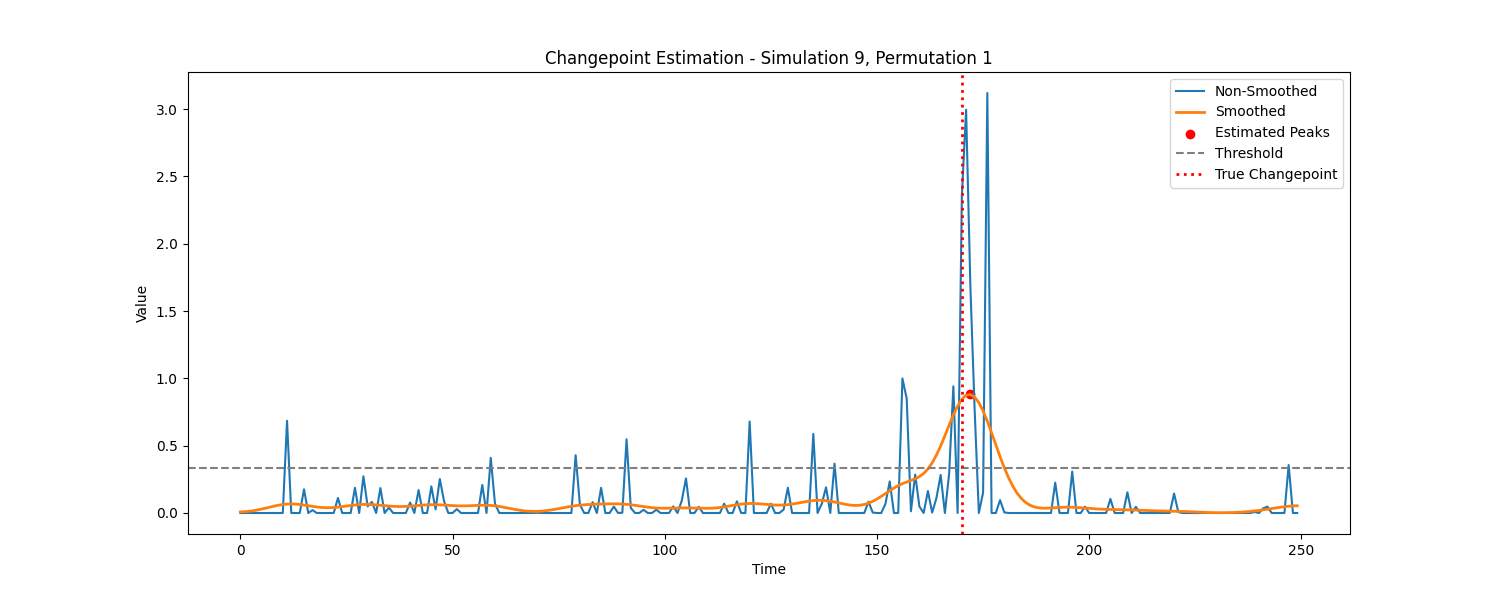 Changepoint Estimation - Simulation 9, Permutation 1
Non-Smoothed
Smoothed
Estimated Peaks
Threshold
True Changepoint
3.0
2.5
2.0
1.5
1.0
0.5
0.0
Value
0 50 100 150 200 250
Time